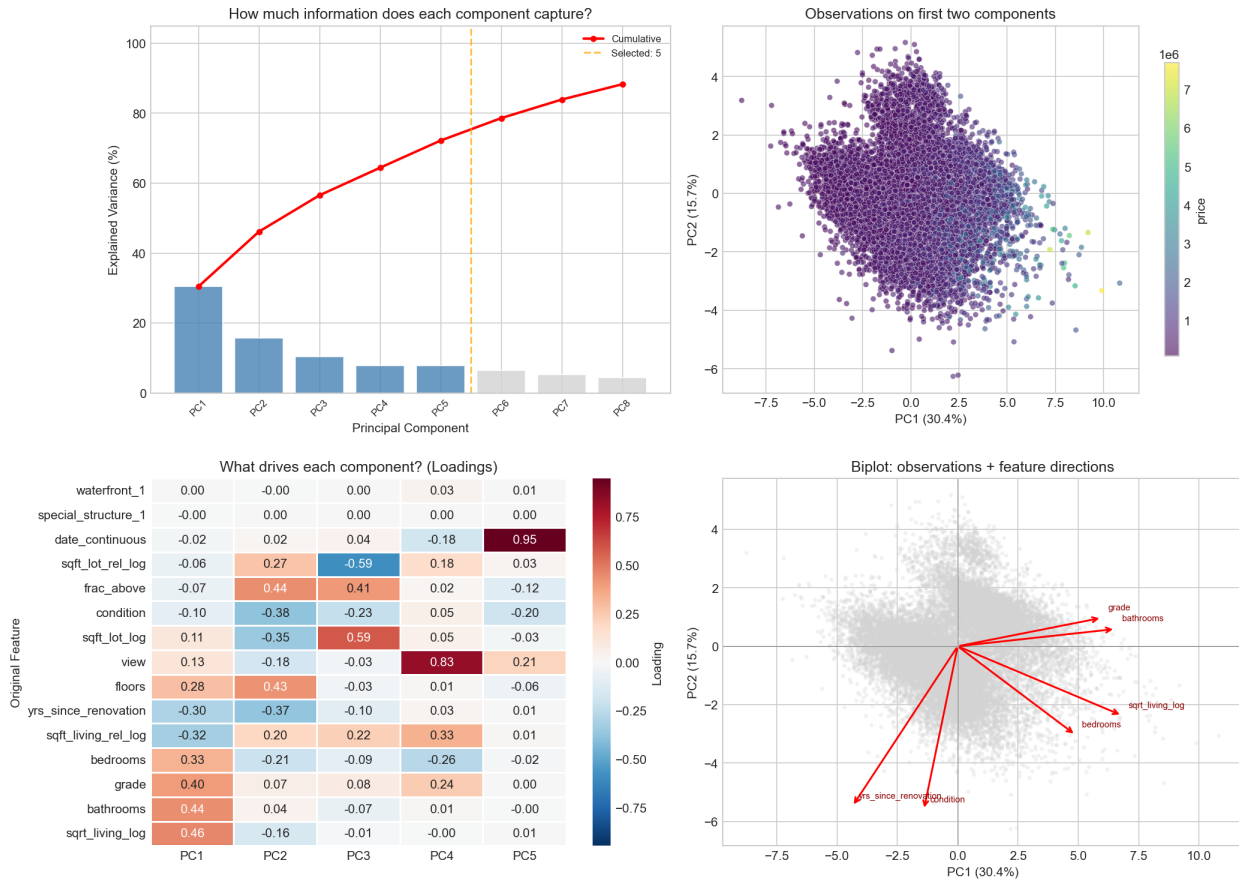 How much information does each component capture?
Explained Variance (%)
100
80
60
40
20
0
Cumulative
Selected: 5
PC1 PC2 PC3 PC4 PC5 PC6 PC7 PC8
Principal Component
Observations on first two components
PC2 (15.7%)
4
2
0
−2
−4
−6
−7.5 −5.0 −2.5 0.0 2.5 5.0 7.5 10.0
PC1 (30.4%)
1e6
7
6
5
4
3
2
1
price
What drives each component? (Loadings)
Original Feature
waterfront_1 0.00 -0.00 0.00 0.03 0.01
special_structure_1 -0.00 0.00 0.00 0.00 0.00
date_continuous -0.02 0.02 0.04 -0.18 0.95
sqft_lot_rel_log -0.06 0.27 -0.59 0.18 0.03
frac_above -0.07 0.44 0.41 0.02 -0.12
condition -0.10 -0.38 -0.23 0.05 -0.20
sqft_lot_log 0.11 -0.35 0.59 0.05 -0.03
view 0.13 -0.18 -0.03 0.83 0.21
floors 0.28 0.43 -0.03 0.01 -0.06
yrs_since_renovation -0.30 -0.37 -0.10 0.03 0.01
sqft_living_rel_log -0.32 0.20 0.22 0.33 0.01
bedrooms 0.33 -0.21 -0.09 -0.26 -0.02
grade 0.40 0.07 0.08 0.24 0.00
bathrooms 0.44 0.04 -0.07 0.01 -0.00
sqrt_living_log 0.46 -0.16 -0.01 -0.00 0.01
PC1 PC2 PC3 PC4 PC5
0.75
0.50
0.25
0.00
−0.25
−0.50
−0.75
Loading
Biplot: observations + feature directions
PC2 (15.7%)
4
2
0
−2
−4
−6
grade
bathrooms
sqrt_living_log
bedrooms
yrs_since_renovation
condition
−7.5 −5.0 −2.5 0.0 2.5 5.0 7.5 10.0
PC1 (30.4%)